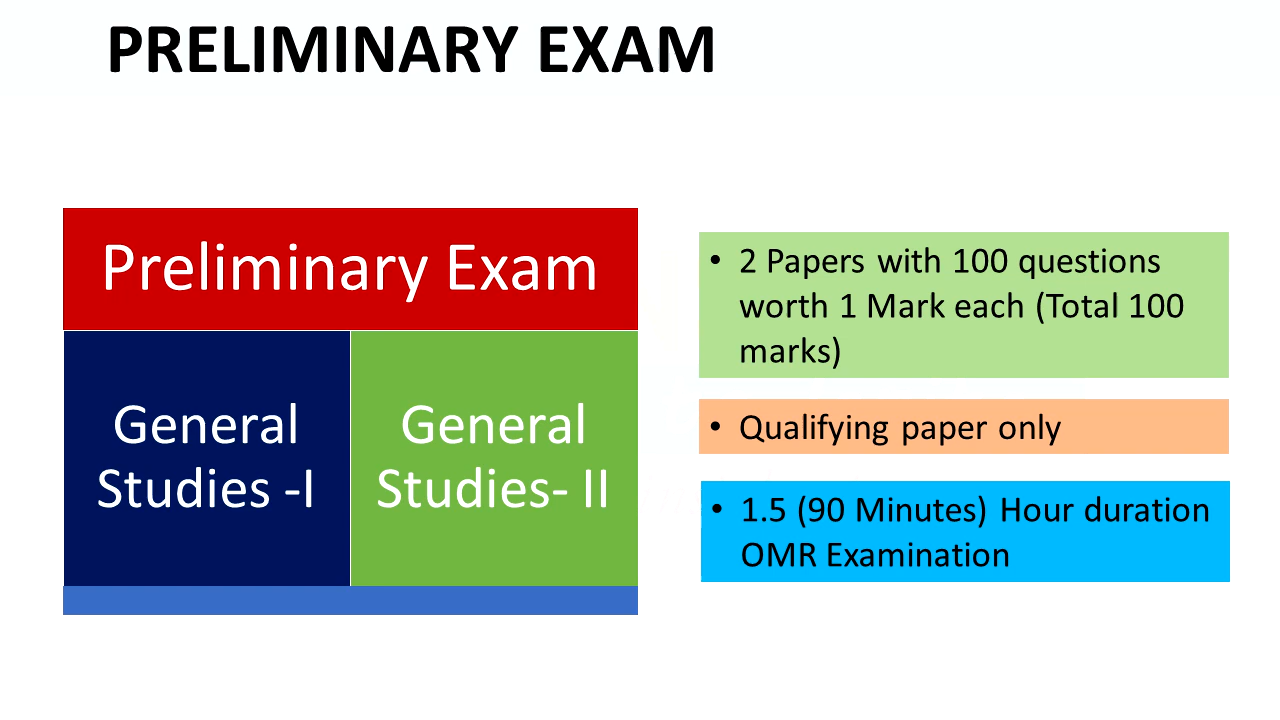 PRELIMINARY EXAM
Preliminary Exam
General
Studies -I
General
Studies- II
• 2 Papers with 100 questions
worth 1 Mark each (Total 100
marks)
• Qualifying paper only
• 1.5 (90 Minutes) Hour duration
OMR Examination